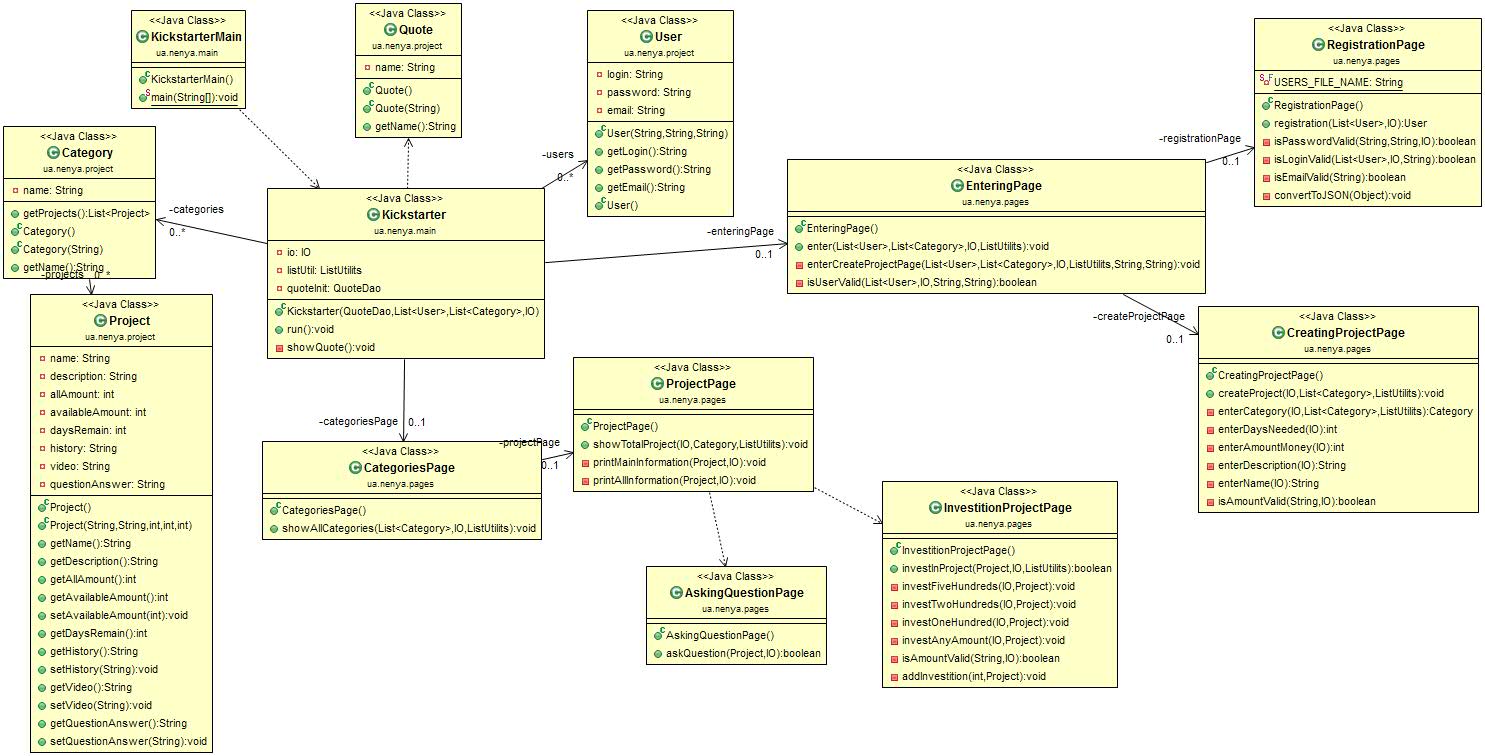 <<Java Class>>
KickstarterMain
ua.nenya.main
KickstarterMain()
main(String[]):void
<<Java Class>>
Quote
ua.nenya.project
name: String
Quote()
Quote(String)
getName():String
<<Java Class>>
User
ua.nenya.project
login: String
password: String
email: String
User(String,String,String)
getLogin():String
getPassword():String
getEmail():String
User()
<<Java Class>>
RegistrationPage
ua.nenya.pages
USERS_FILE_NAME: String
RegistrationPage()
registration(List<User>,IO):User
isPasswordValid(String,String,IO):boolean
isLoginValid(List<User>,IO,String):boolean
isEmailValid(String):boolean
convertToJSON(Object):void
<<Java Class>>
Category
ua.nenya.project
name: String
getProjects():List<Project>
Category()
Category(String)
getName():String
-categories
0..*
-users
0..*
-registrationPage
0..1
<<Java Class>>
Kickstarter
ua.nenya.main
io: IO
listUtil: ListUtilits
quoteInit: QuoteDao
Kickstarter(QuoteDao,List<User>,List<Category>,IO)
run():void
showQuote():void
-enteringPage
0..1
<<Java Class>>
EnteringPage
ua.nenya.pages
EnteringPage()
enter(List<User>,List<Category>,IO,ListUtilits):void
enterCreateProjectPage(List<User>,List<Category>,IO,ListUtilits,String,String):void
isUserValid(List<User>,IO,String,String):boolean
-createProjectPage
0..1
<<Java Class>>
CreatingProjectPage
ua.nenya.pages
CreatingProjectPage()
createProject(IO,List<Category>,ListUtilits):void
enterCategory(IO,List<Category>,ListUtilits):Category
enterDaysNeeded(IO):int
enterAmountMoney(IO):int
enterDescription(IO):String
enterName(IO):String
isAmountValid(String,IO):boolean
-projects 0..*
<<Java Class>>
Project
ua.nenya.project
name: String
description: String
allAmount: int
availableAmount: int
daysRemain: int
history: String
video: String
questionAnswer: String
Project()
Project(String,String,int,int,int)
getName():String
getDescription():String
getAllAmount():int
getAvailableAmount():int
setAvailableAmount(int):void
getDaysRemain():int
getHistory():String
setHistory(String):void
getVideo():String
setVideo(String):void
getQuestionAnswer():String
setQuestionAnswer(String):void
-categoriesPage
0..1
<<Java Class>>
CategoriesPage
ua.nenya.pages
CategoriesPage()
showAllCategories(List<Category>,IO,ListUtilits):void
-projectPage
0..1
<<Java Class>>
ProjectPage
ua.nenya.pages
ProjectPage()
showTotalProject(IO,Category,ListUtilits):void
printMainInformation(Project,IO):void
printAllInformation(Project,IO):void
<<Java Class>>
AskingQuestionPage
ua.nenya.pages
AskingQuestionPage()
askQuestion(Project,IO):boolean
<<Java Class>>
InvestitionProjectPage
ua.nenya.pages
InvestitionProjectPage()
investInProject(Project,IO,ListUtilits):boolean
investFiveHundreds(IO,Project):void
investTwoHundreds(IO,Project):void
investOneHundred(IO,Project):void
investAnyAmount(IO,Project):void
isAmountValid(String,IO):boolean
addInvestition(int,Project):void